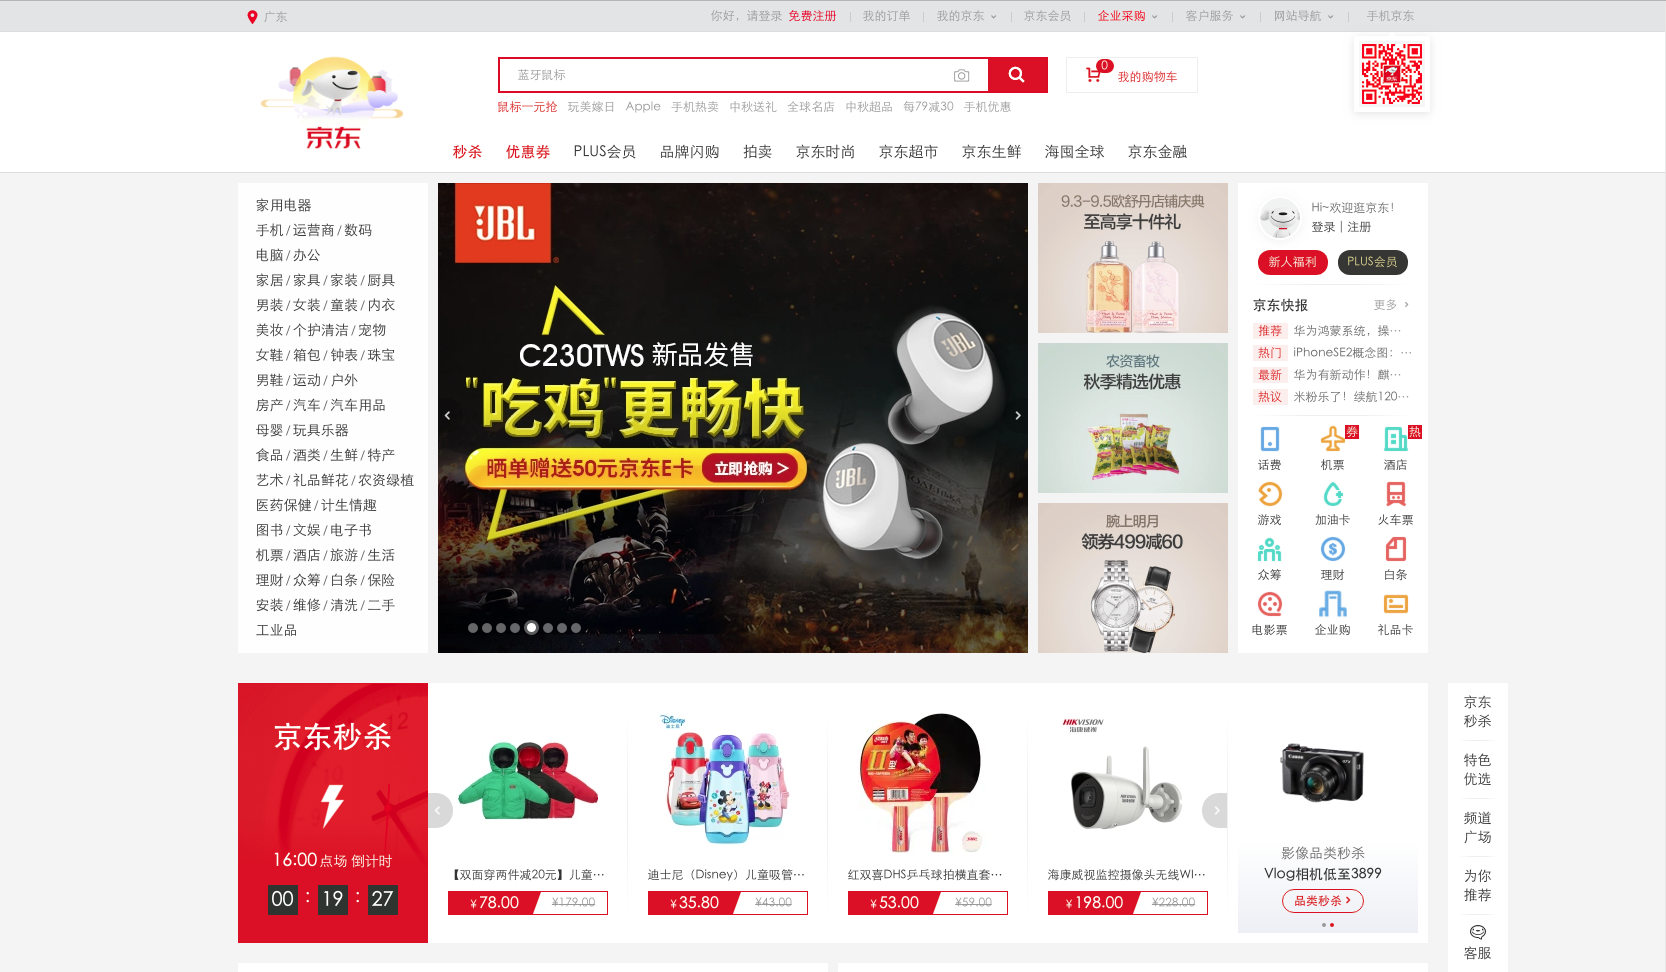 广东
你好，请登录 免费注册 我的订单 我的京东 京东会员 企业采购 客户服务 网站导航 手机京东
京东
蓝牙鼠标
0 我的购物车
鼠标一元抢 玩美嫁日 Apple 手机热卖 中秋送礼 全球名店 中秋超品 每79减30 手机优惠
秒杀 优惠券 PLUS会员 品牌闪购 拍卖 京东时尚 京东超市 京东生鲜 海囤全球 京东金融
家用电器
手机 / 运营商 / 数码
电脑 / 办公
家居 / 家具 / 家装 / 厨具
男装 / 女装 / 童装 / 内衣
美妆 / 个护清洁 / 宠物
女鞋 / 箱包 / 钟表 / 珠宝
男鞋 / 运动 / 户外
房产 / 汽车 / 汽车用品
母婴 / 玩具乐器
食品 / 酒类 / 生鲜 / 特产
艺术 / 礼品鲜花 / 农资绿植
医药保健 / 计生情趣
图书 / 文娱 / 电子书
机票 / 酒店 / 旅游 / 生活
理财 / 众筹 / 白条 / 保险
安装 / 维修 / 清洗 / 二手
工业品
JBL
C230TWS 新品发售
"吃鸡"更畅快
晒单赠送50元京东E卡 立即抢购 >
JBL
JBL
9.3-9.5欧舒丹店铺庆典
至高享十件礼
农资畜牧
秋季精选优惠
腕上明月
领券499减60
Hi~欢迎逛京东！
登录 | 注册
新人福利 PLUS会员
京东快报 更多
推荐 华为鸿蒙系统，操···
热门 iPhoneSE2概念图：···
最新 华为有新动作！麒···
热议 米粉乐了！续航120···
话费 机票 券 酒店 热
游戏 加油卡 火车票
众筹 理财 白条
电影票 企业购 礼品卡
京东秒杀
16:00 点场 倒计时
00 : 19 : 27
【双面穿两件减20元】儿童···
¥ 78.00 ¥179.00
Disney
迪士尼（Disney）儿童吸管···
¥ 35.80 ¥43.00
II型
红双喜DHS乒乓球拍横直套···
¥ 53.00 ¥59.00
HIKVISION
海康威视
海康威视监控摄像头无线WI···
¥ 198.00 ¥228.00
Canon
影像品类秒杀
Vlog相机低至3899
品类秒杀 >
京东
秒杀
特色
优选
频道
广场
为你
推荐
客服